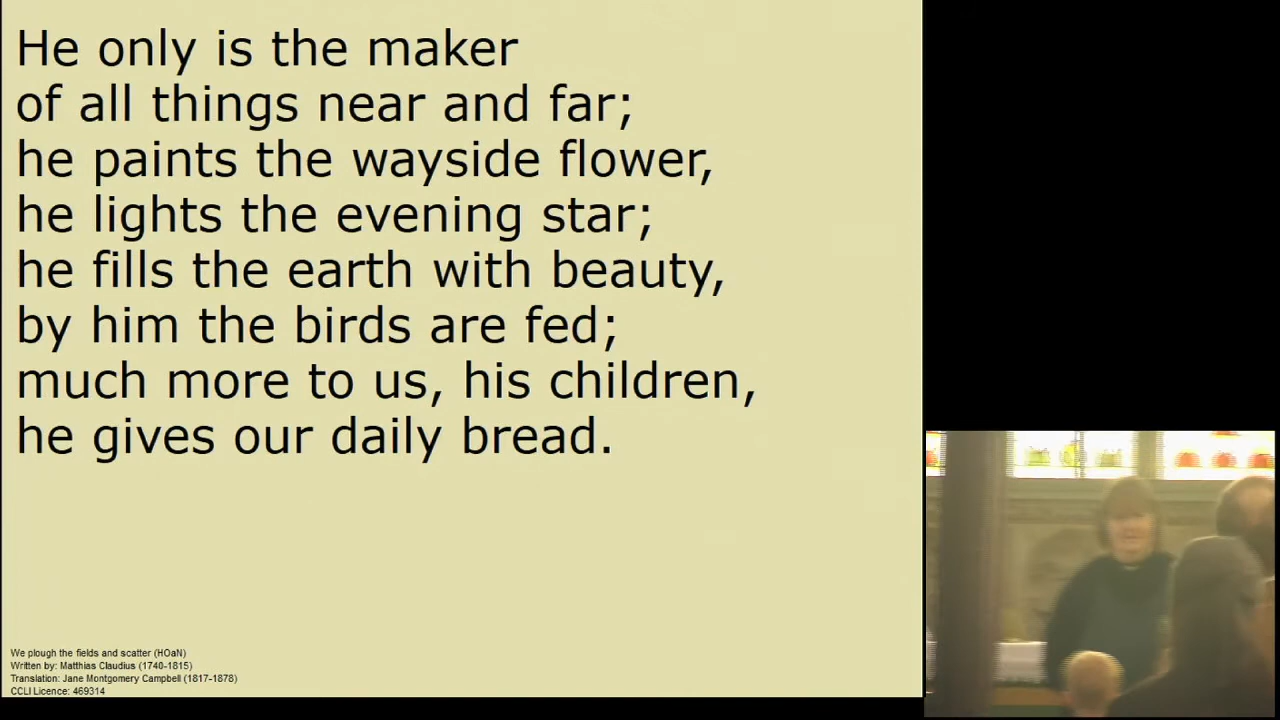 He only is the maker
of all things near and far;
he paints the wayside flower,
he lights the evening star;
he fills the earth with beauty,
by him the birds are fed;
much more to us, his children,
he gives our daily bread.
We plough the fields and scatter (HOaN)
Written by: Matthias Claudius (1740-1815)
Translation: Jane Montgomery Campbell (1817-1878)
CCLI Licence: 469314